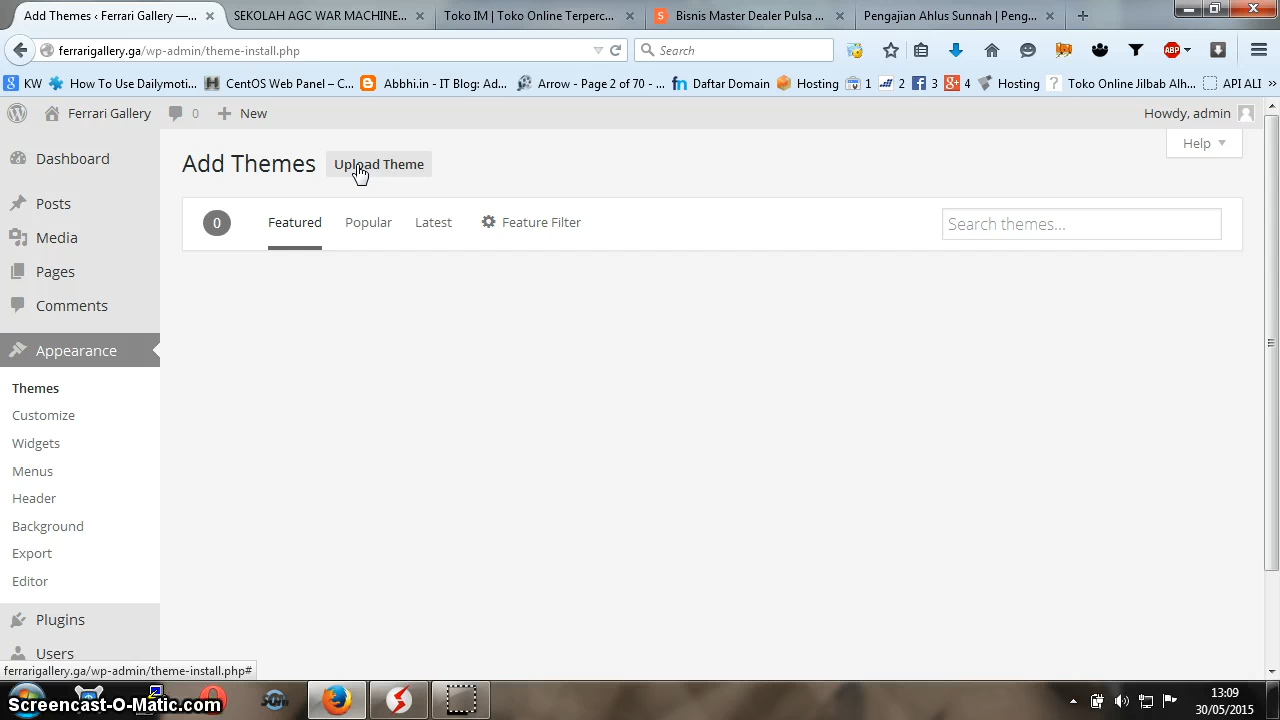 Add Themes ‹ Ferrari Gallery —...
SEKOLAH AGC WAR MACHINE...
Toko IM | Toko Online Terperc...
Bisnis Master Dealer Pulsa ...
Pengajian Ahlus Sunnah | Peng...
ferrarigallery.ga/wp-admin/theme-install.php
Search
ABP
KW
How To Use Dailymoti...
CentOS Web Panel – C...
Abbhi.in - IT Blog: Ad...
Arrow - Page 2 of 70 - ...
Daftar Domain
Hosting
1
2
3
4
Hosting
Toko Online Jilbab Alh...
API ALI
Ferrari Gallery
0
New
Howdy, admin
Dashboard
Posts
Media
Pages
Comments
Appearance
Themes
Customize
Widgets
Menus
Header
Background
Export
Editor
Plugins
Users
Add Themes
Upload Theme
Help
0
Featured
Popular
Latest
Feature Filter
Search themes...
ferrarigallery.ga/wp-admin/theme-install.php#
Screencast-O-Matic.com
13:09
30/05/2015